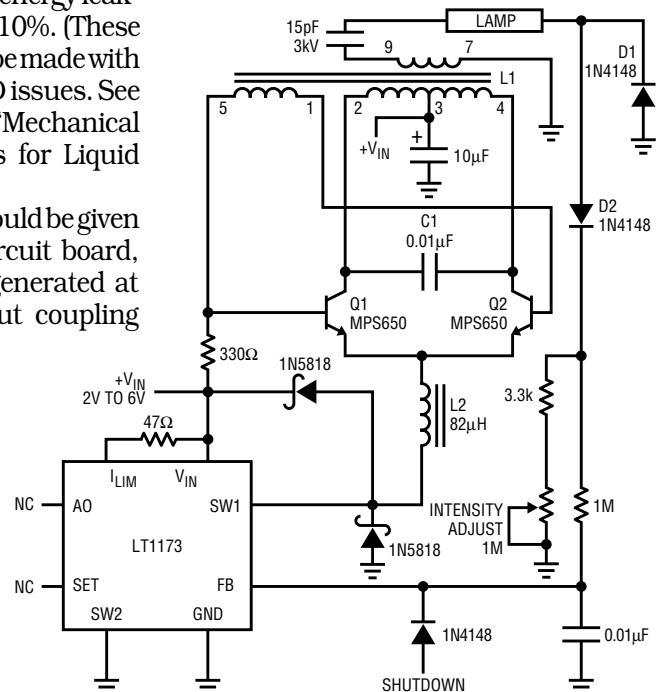 energy leak-
10%. (These
be made with
D issues. See
"Mechanical
s for Liquid
ould be given
rcuit board,
generated at
ut coupling
15pF
3kV
LAMP
9
7
D1
1N4148
L1
5
1
2
3
4
+VIN
+
10µF
D2
1N4148
C1
0.01µF
Q1
MPS650
Q2
MPS650
330Ω
1N5818
+VIN
2V TO 6V
47Ω
L2
82µH
3.3k
ILIM
VIN
NC
AO
SW1
INTENSITY
ADJUST
1M
1M
LT1173
1N5818
NC
SET
FB
SW2
GND
1N4148
0.01µF
SHUTDOWN